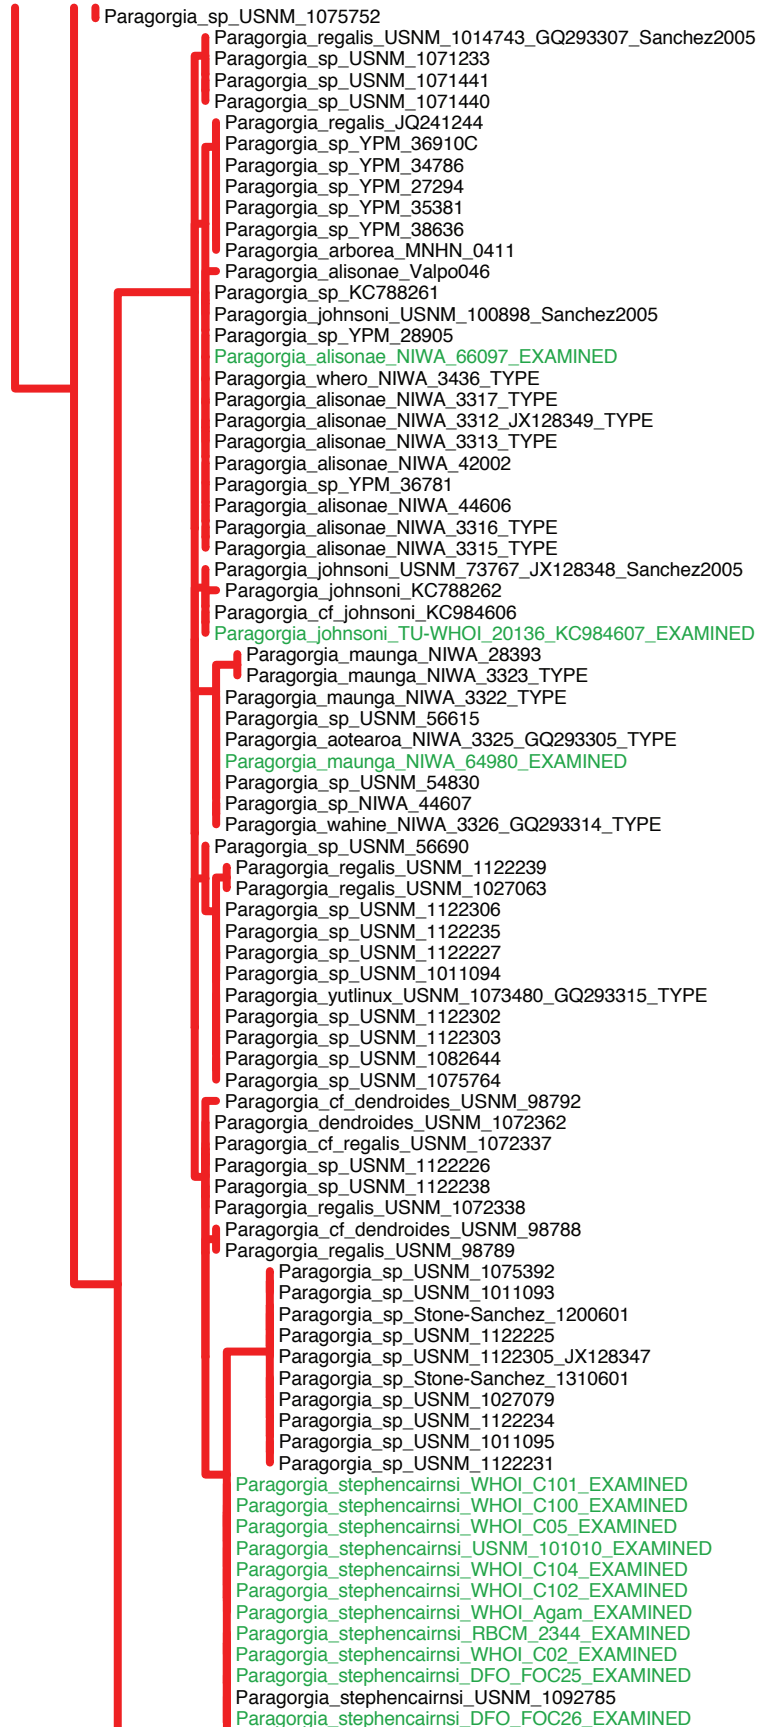 Paragorgia_sp_USNM_1075752
Paragorgia_regalis_USNM_1014743_GQ293307_Sanchez2005
Paragorgia_sp_USNM_1071233
Paragorgia_sp_USNM_1071441
Paragorgia_sp_USNM_1071440
Paragorgia_regalis_JQ241244
Paragorgia_sp_YPM_36910C
Paragorgia_sp_YPM_34786
Paragorgia_sp_YPM_27294
Paragorgia_sp_YPM_35381
Paragorgia_sp_YPM_38636
Paragorgia_arborea_MNHN_0411
Paragorgia_alisonae_Valpo046
Paragorgia_sp_KC788261
Paragorgia_johnsoni_USNM_100898_Sanchez2005
Paragorgia_sp_YPM_28905
Paragorgia_alisonae_NIWA_66097_EXAMINED
Paragorgia_whero_NIWA_3436_TYPE
Paragorgia_alisonae_NIWA_3317_TYPE
Paragorgia_alisonae_NIWA_3312_JX128349_TYPE
Paragorgia_alisonae_NIWA_3313_TYPE
Paragorgia_alisonae_NIWA_42002
Paragorgia_sp_YPM_36781
Paragorgia_alisonae_NIWA_44606
Paragorgia_alisonae_NIWA_3316_TYPE
Paragorgia_alisonae_NIWA_3315_TYPE
Paragorgia_johnsoni_USNM_73767_JX128348_Sanchez2005
Paragorgia_johnsoni_KC788262
Paragorgia_cf_johnsoni_KC984606
Paragorgia_johnsoni_TU-WHOI_20136_KC984607_EXAMINED
Paragorgia_maunga_NIWA_28393
Paragorgia_maunga_NIWA_3323_TYPE
Paragorgia_maunga_NIWA_3322_TYPE
Paragorgia_sp_USNM_56615
Paragorgia_aotearoa_NIWA_3325_GQ293305_TYPE
Paragorgia_maunga_NIWA_64980_EXAMINED
Paragorgia_sp_USNM_54830
Paragorgia_sp_NIWA_44607
Paragorgia_wahine_NIWA_3326_GQ293314_TYPE
Paragorgia_sp_USNM_56690
Paragorgia_regalis_USNM_1122239
Paragorgia_regalis_USNM_1027063
Paragorgia_sp_USNM_1122306
Paragorgia_sp_USNM_1122235
Paragorgia_sp_USNM_1122227
Paragorgia_sp_USNM_1011094
Paragorgia_yutlinux_USNM_1073480_GQ293315_TYPE
Paragorgia_sp_USNM_1122302
Paragorgia_sp_USNM_1122303
Paragorgia_sp_USNM_1082644
Paragorgia_sp_USNM_1075764
Paragorgia_cf_dendroides_USNM_98792
Paragorgia_dendroides_USNM_1072362
Paragorgia_cf_regalis_USNM_1072337
Paragorgia_sp_USNM_1122226
Paragorgia_sp_USNM_1122238
Paragorgia_regalis_USNM_1072338
Paragorgia_cf_dendroides_USNM_98788
Paragorgia_regalis_USNM_98789
Paragorgia_sp_USNM_1075392
Paragorgia_sp_USNM_1011093
Paragorgia_sp_Stone-Sanchez_1200601
Paragorgia_sp_USNM_1122225
Paragorgia_sp_USNM_1122305_JX128347
Paragorgia_sp_Stone-Sanchez_1310601
Paragorgia_sp_USNM_1027079
Paragorgia_sp_USNM_1122234
Paragorgia_sp_USNM_1011095
Paragorgia_sp_USNM_1122231
Paragorgia_stephencairnsi_WHOI_C101_EXAMINED
Paragorgia_stephencairnsi_WHOI_C100_EXAMINED
Paragorgia_stephencairnsi_WHOI_C05_EXAMINED
Paragorgia_stephencairnsi_USNM_101010_EXAMINED
Paragorgia_stephencairnsi_WHOI_C104_EXAMINED
Paragorgia_stephencairnsi_WHOI_C102_EXAMINED
Paragorgia_stephencairnsi_WHOI_Agam_EXAMINED
Paragorgia_stephencairnsi_RBCM_2344_EXAMINED
Paragorgia_stephencairnsi_WHOI_C02_EXAMINED
Paragorgia_stephencairnsi_DFO_FOC25_EXAMINED
Paragorgia_stephencairnsi_USNM_1092785
Paragorgia_stephencairnsi_DFO_FOC26_EXAMINED